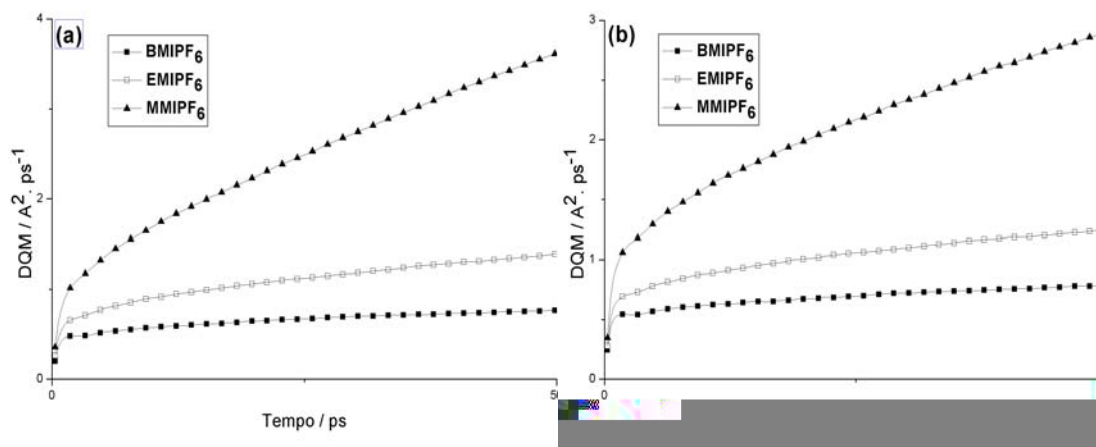 (a)
BMIPF6
EMIPF6
MMIPF6
4
2
0
DQM / A². ps⁻¹
0
Tempo / ps
(b)
BMIPF6
EMIPF6
MMIPF6
3
2
1
0
DQM / A². ps⁻¹
0